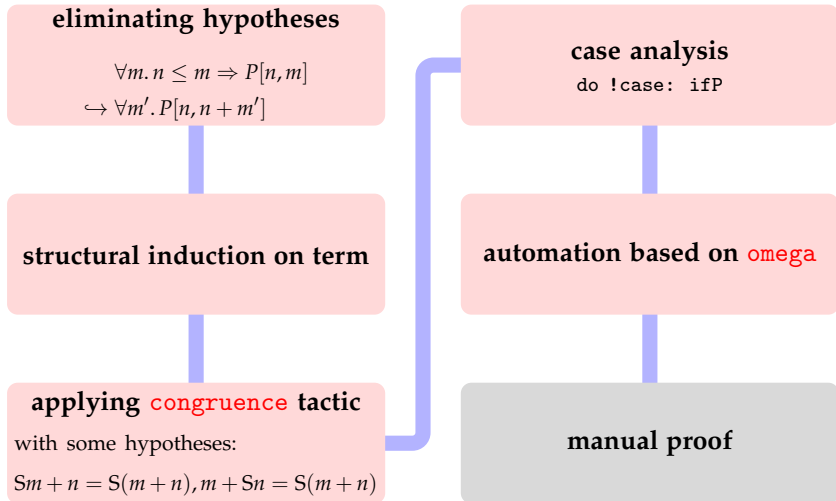 eliminating hypotheses
∀m. n ≤ m ⇒ P[n, m]
↪ ∀m′. P[n, n + m′]
structural induction on term
applying congruence tactic
with some hypotheses:
Sm + n = S(m + n), m + Sn = S(m + n)
case analysis
do !case: ifP
automation based on omega
manual proof